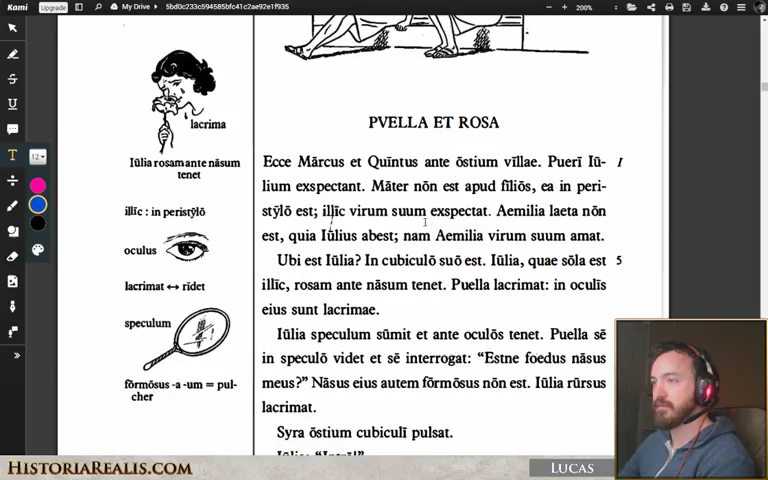 Kami
Upgrade
My Drive
5bd0c233c594585bfc41c2ae92e1f935
200%
12
lacrima
Iūlia rosam ante nāsum
tenet
illīc : in peristȳlō
oculus
lacrimat ↔ rīdet
speculum
fōrmōsus -a -um = pul-
cher
PVELLA ET ROSA
Ecce Mārcus et Quīntus ante ōstium vīllae. Puerī Iū-
1
lium exspectant. Māter nōn est apud fīliōs, ea in peri-
stȳlō est; illīc virum suum exspectat. Aemilia laeta nōn
est, quia Iūlius abest; nam Aemilia virum suum amat.
Ubi est Iūlia? In cubiculō suō est. Iūlia, quae sōla est
5
illīc, rosam ante nāsum tenet. Puella lacrimat: in oculīs
eius sunt lacrimae.
Iūlia speculum sūmit et ante oculōs tenet. Puella sē
in speculō videt et sē interrogat: “Estne foedus nāsus
meus?” Nāsus eius autem fōrmōsus nōn est. Iūlia rūrsus
lacrimat.
Syra ōstium cubiculī pulsat.
HISTORIAREALIS.COM
LUCAS